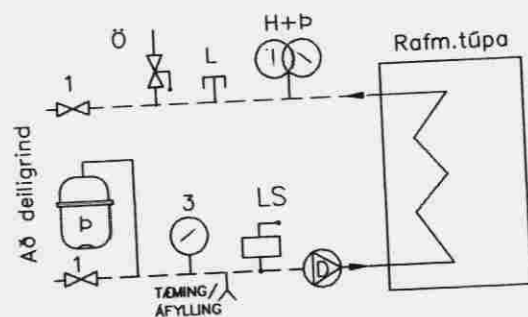 Ö
L
H+Þ
Rafm.túpa
1
Að deiligrind
Þ
3
LS
1
D
TÆMING/
ÁFYLLING